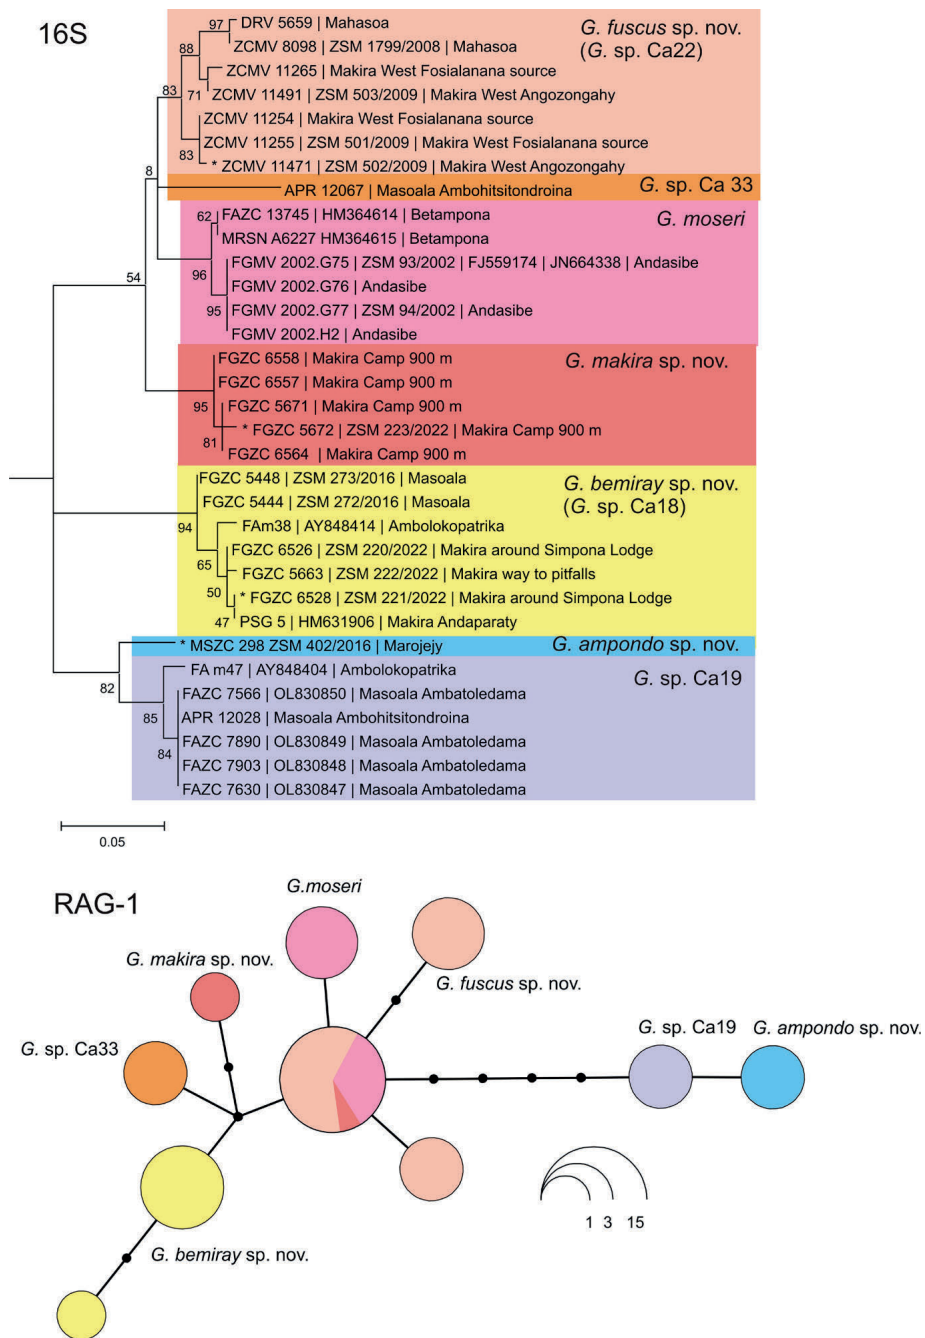 16S
G. fuscus sp. nov.
(G. sp. Ca22)
97
DRV 5659 | Mahasoa
88
ZCMV 8098 | ZSM 1799/2008 | Mahasoa
ZCMV 11265 | Makira West Fosialanana source
83
71
ZCMV 11491 | ZSM 503/2009 | Makira West Angozongahy
ZCMV 11254 | Makira West Fosialanana source
ZCMV 11255 | ZSM 501/2009 | Makira West Fosialanana source
83
* ZCMV 11471 | ZSM 502/2009 | Makira West Angozongahy
8
APR 12067 | Masoala Ambohitsitondroina
G. sp. Ca 33
62
FAZC 13745 | HM364614 | Betampona
G. moseri
MRSN A6227 HM364615 | Betampona
96
FGMV 2002.G75 | ZSM 93/2002 | FJ559174 | JN664338 | Andasibe
54
FGMV 2002.G76 | Andasibe
95
FGMV 2002.G77 | ZSM 94/2002 | Andasibe
FGMV 2002.H2 | Andasibe
FGZC 6558 | Makira Camp 900 m
G. makira sp. nov.
FGZC 6557 | Makira Camp 900 m
95
FGZC 5671 | Makira Camp 900 m
* FGZC 5672 | ZSM 223/2022 | Makira Camp 900 m
81
FGZC 6564 | Makira Camp 900 m
FGZC 5448 | ZSM 273/2016 | Masoala
G. bemiray sp. nov.
(G. sp. Ca18)
FGZC 5444 | ZSM 272/2016 | Masoala
94
FAm38 | AY848414 | Ambolokopatrika
FGZC 6526 | ZSM 220/2022 | Makira around Simpona Lodge
65
FGZC 5663 | ZSM 222/2022 | Makira way to pitfalls
50
* FGZC 6528 | ZSM 221/2022 | Makira around Simpona Lodge
47
PSG 5 | HM631906 | Makira Andaparaty
* MSZC 298 ZSM 402/2016 | Marojejy
G. ampondo sp. nov.
FA m47 | AY848404 | Ambolokopatrika
G. sp. Ca19
82
FAZC 7566 | OL830850 | Masoala Ambatoledama
85
APR 12028 | Masoala Ambohitsitondroina
84
FAZC 7890 | OL830849 | Masoala Ambatoledama
FAZC 7903 | OL830848 | Masoala Ambatoledama
FAZC 7630 | OL830847 | Masoala Ambatoledama
0.05
RAG-1
G.moseri
G. makira sp. nov.
G. fuscus sp. nov.
G. sp. Ca33
G. sp. Ca19
G. ampondo sp. nov.
1 3 15
G. bemiray sp. nov.